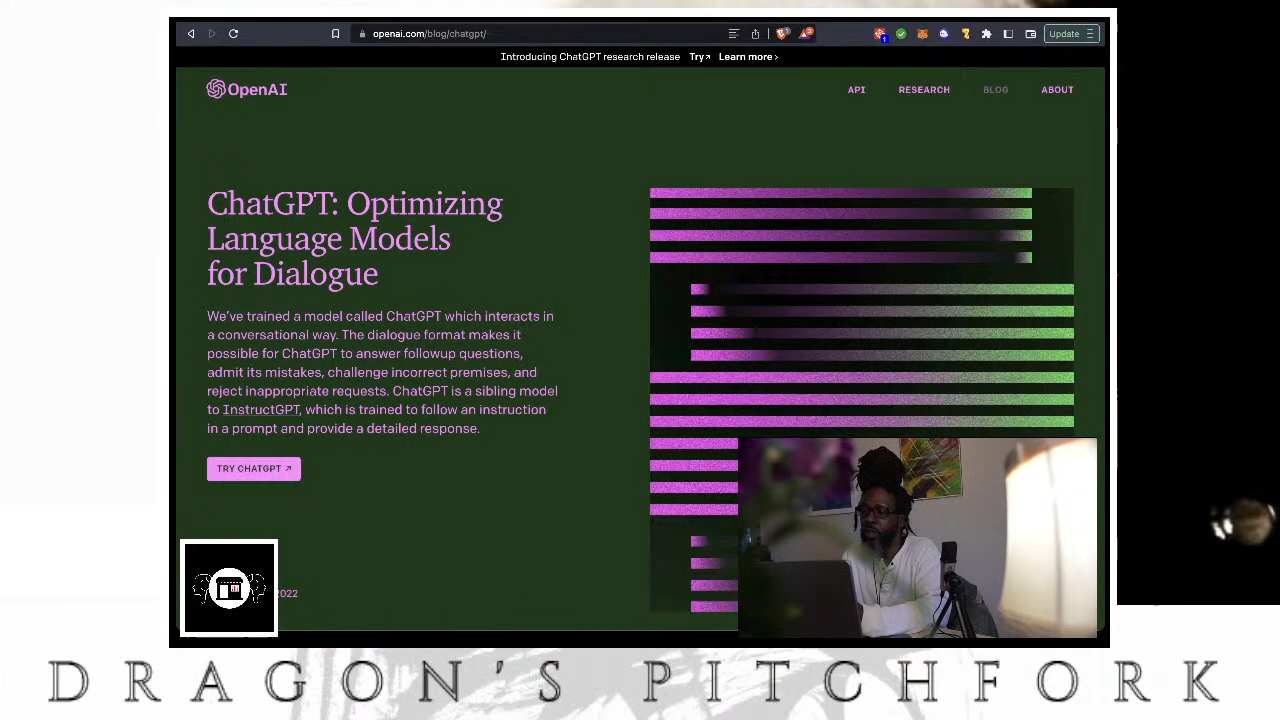 openai.com/blog/chatgpt/
Update
Introducing ChatGPT research release Try↗ Learn more ›
OpenAI
API RESEARCH BLOG ABOUT
ChatGPT: Optimizing
Language Models
for Dialogue
We’ve trained a model called ChatGPT which interacts in
a conversational way. The dialogue format makes it
possible for ChatGPT to answer followup questions,
admit its mistakes, challenge incorrect premises, and
reject inappropriate requests. ChatGPT is a sibling model
to InstructGPT, which is trained to follow an instruction
in a prompt and provide a detailed response.
TRY CHATGPT ↗
2022
DRAGON'S PITCHFORK